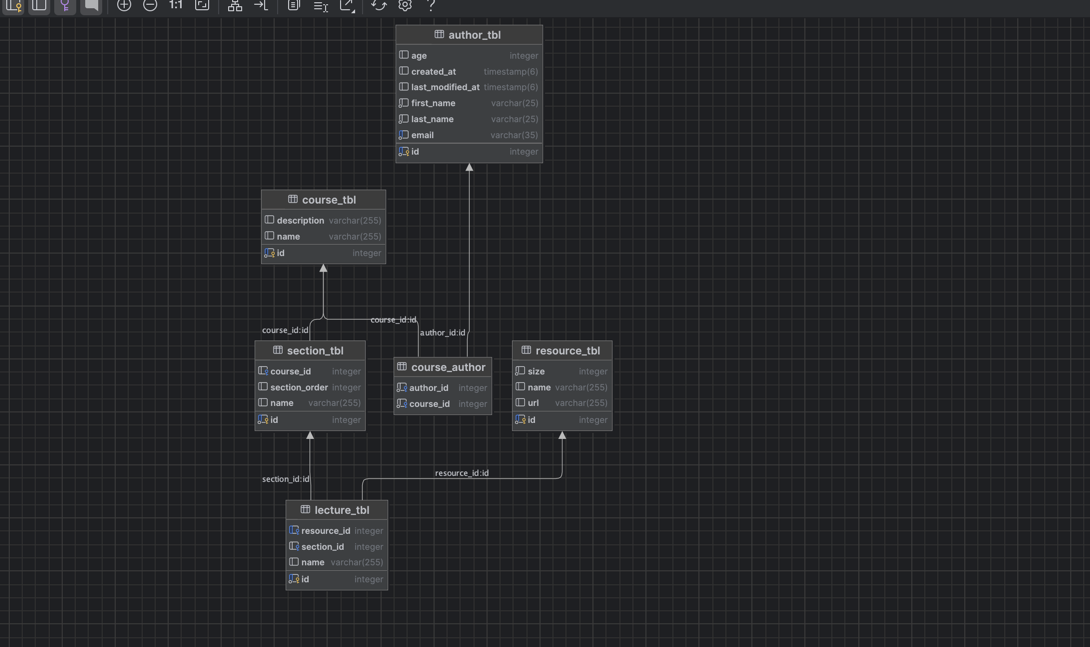 1:1
?
author_tbl
age integer
created_at timestamp(6)
last_modified_at timestamp(6)
first_name varchar(25)
last_name varchar(25)
email varchar(35)
id integer
course_tbl
description varchar(255)
name varchar(255)
id integer
course_id:id
course_id:id
author_id:id
section_tbl
course_id integer
section_order integer
name varchar(255)
id integer
course_author
author_id integer
course_id integer
resource_tbl
size integer
name varchar(255)
url varchar(255)
id integer
section_id:id
resource_id:id
lecture_tbl
resource_id integer
section_id integer
name varchar(255)
id integer